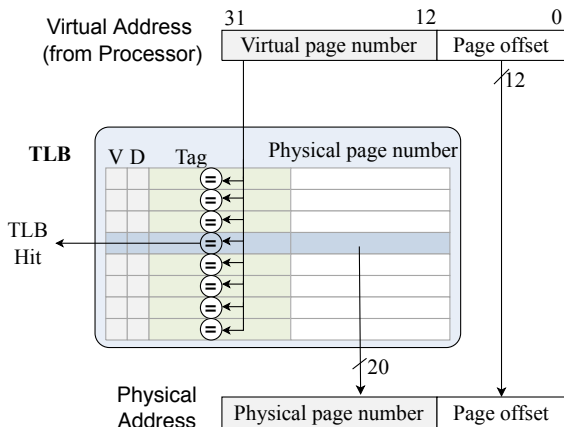 31 12 0
Virtual Address
(from Processor)
Virtual page number Page offset
12
TLB
V D Tag Physical page number
=
=
=
TLB
Hit
=
=
=
=
=
20
Physical
Address
Physical page number Page offset